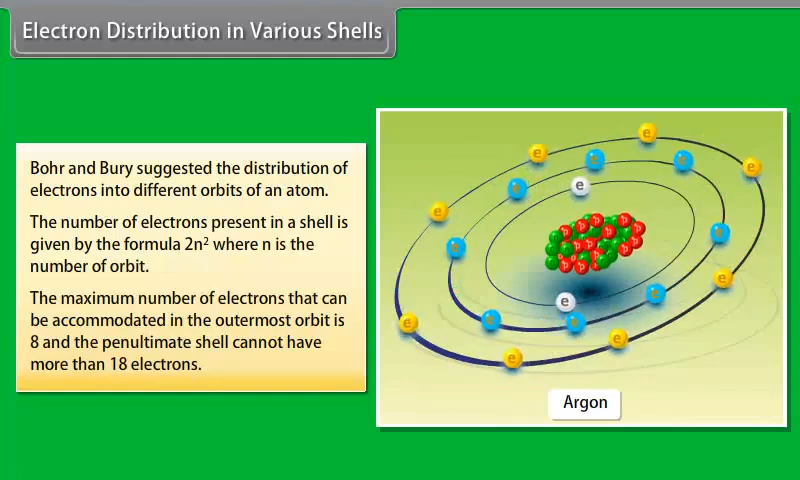 Electron Distribution in Various Shells
Bohr and Bury suggested the distribution of
electrons into different orbits of an atom.
The number of electrons present in a shell is
given by the formula 2n² where n is the
number of orbit.
The maximum number of electrons that can
be accommodated in the outermost orbit is
8 and the penultimate shell cannot have
more than 18 electrons.
e
e
e
e
e
e
e
e
e
e
Argon